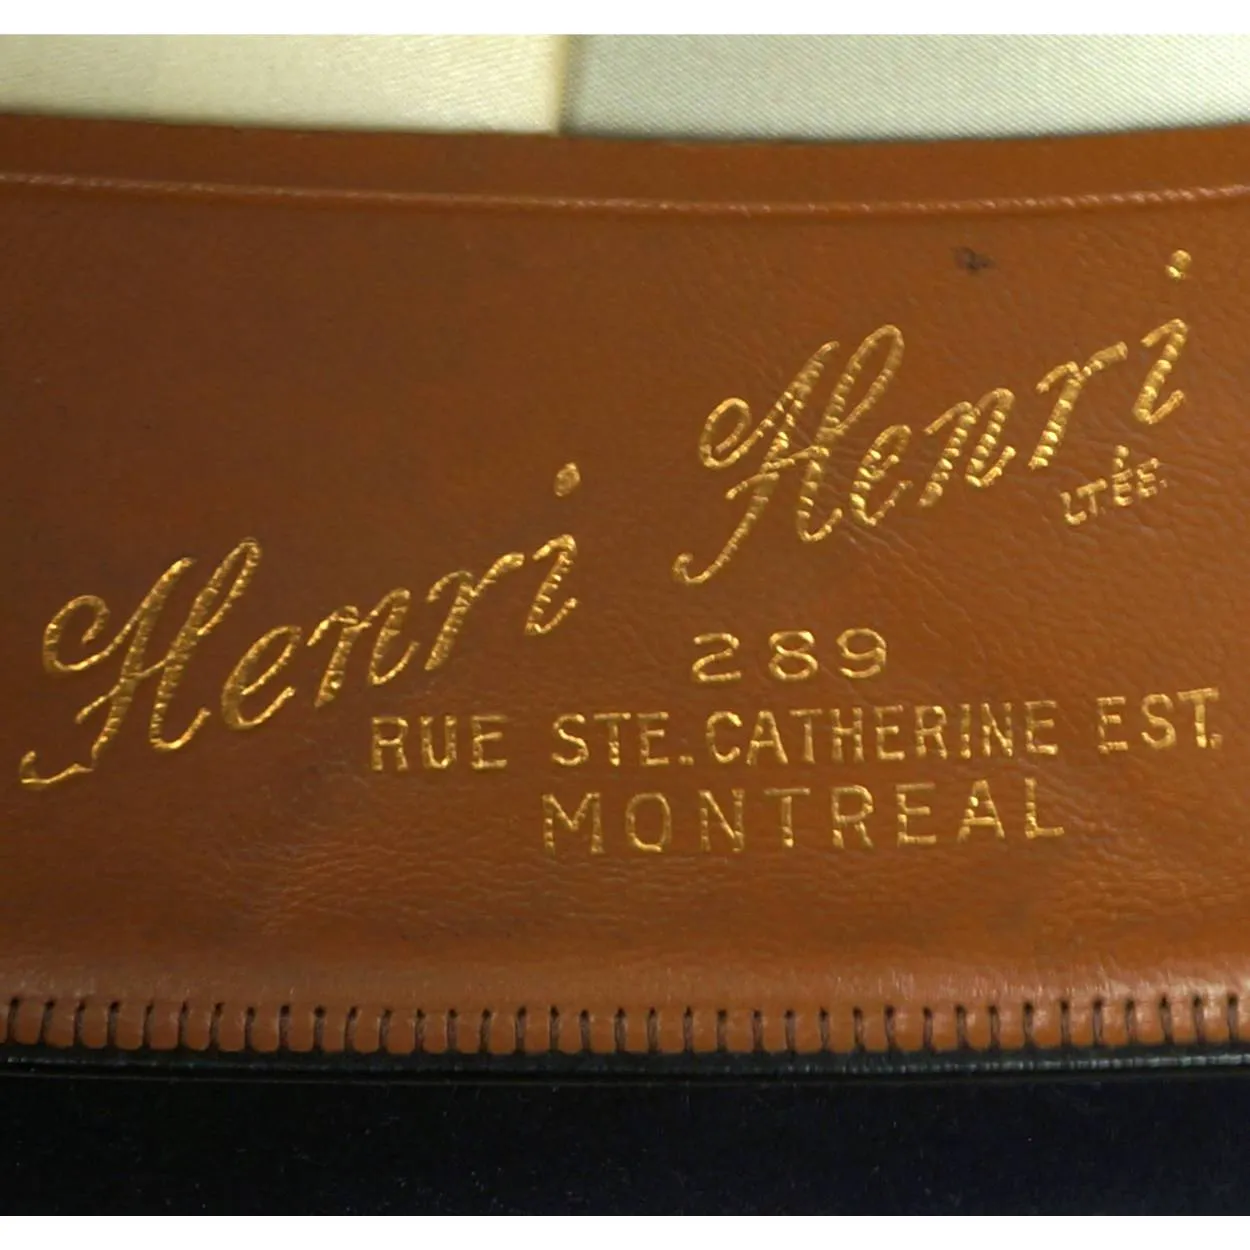 Henri Henri
LTÉE.
289
RUE STE. CATHERINE EST.
MONTREAL